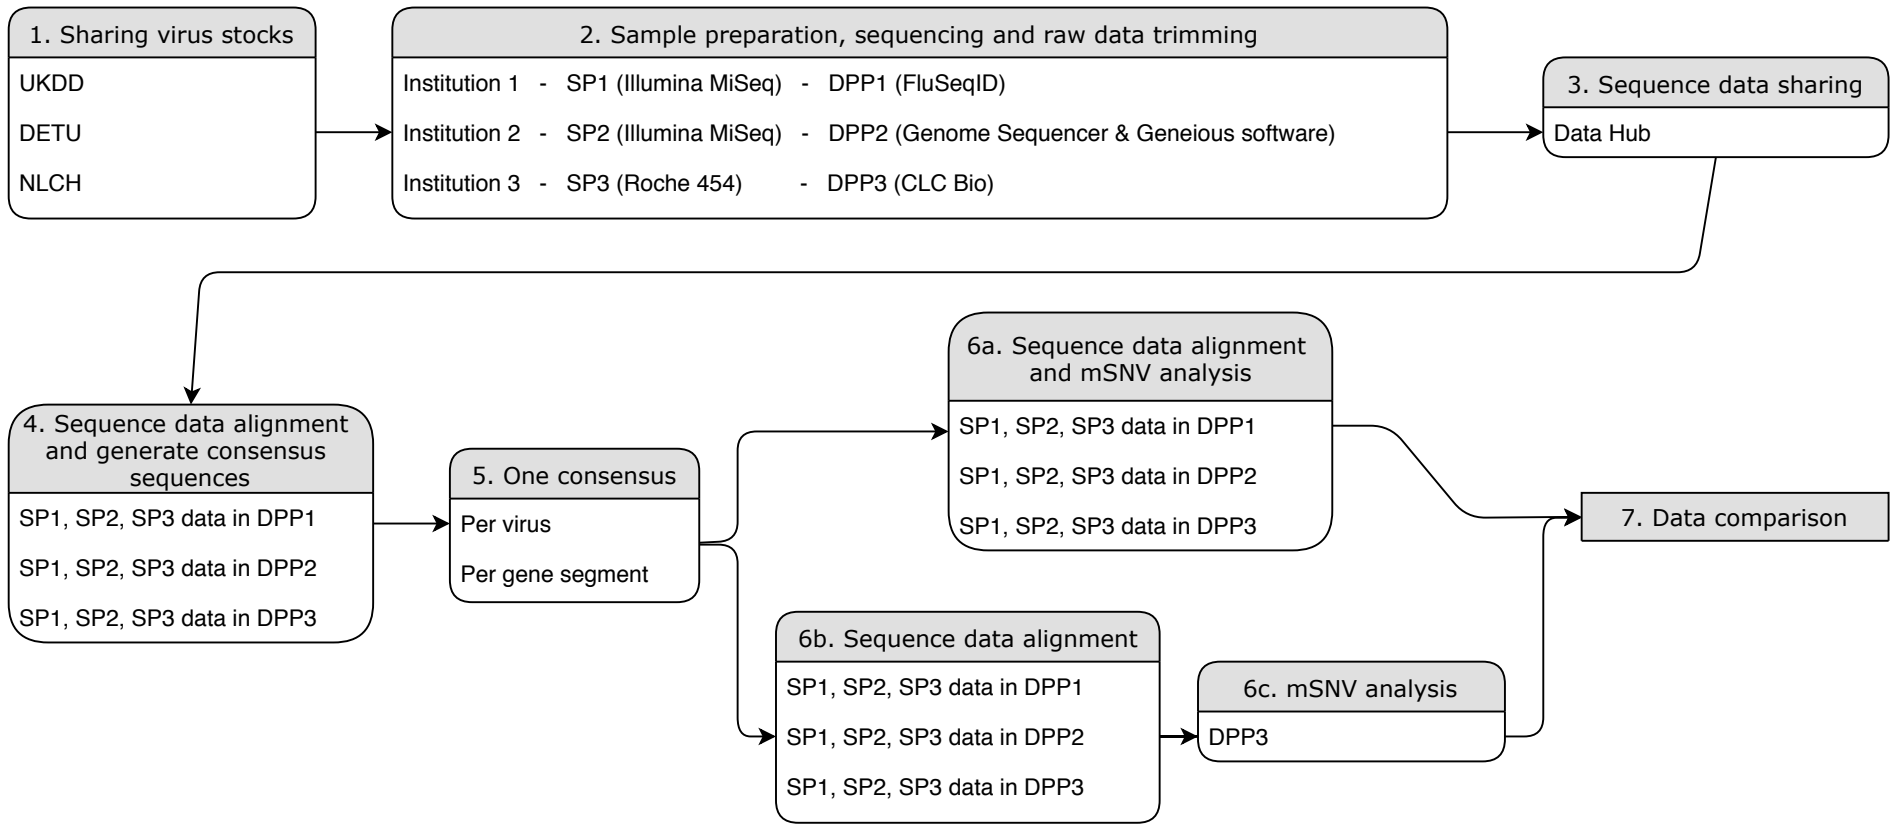 1. Sharing virus stocks
UKDD
DETU
NLCH
2. Sample preparation, sequencing and raw data trimming
Institution 1 - SP1 (Illumina MiSeq) - DPP1 (FluSeqID)
Institution 2 - SP2 (Illumina MiSeq) - DPP2 (Genome Sequencer & Geneious software)
Institution 3 - SP3 (Roche 454) - DPP3 (CLC Bio)
3. Sequence data sharing
Data Hub
4. Sequence data alignment
and generate consensus
sequences
SP1, SP2, SP3 data in DPP1
SP1, SP2, SP3 data in DPP2
SP1, SP2, SP3 data in DPP3
5. One consensus
Per virus
Per gene segment
6a. Sequence data alignment
and mSNV analysis
SP1, SP2, SP3 data in DPP1
SP1, SP2, SP3 data in DPP2
SP1, SP2, SP3 data in DPP3
6b. Sequence data alignment
SP1, SP2, SP3 data in DPP1
SP1, SP2, SP3 data in DPP2
SP1, SP2, SP3 data in DPP3
6c. mSNV analysis
DPP3
7. Data comparison